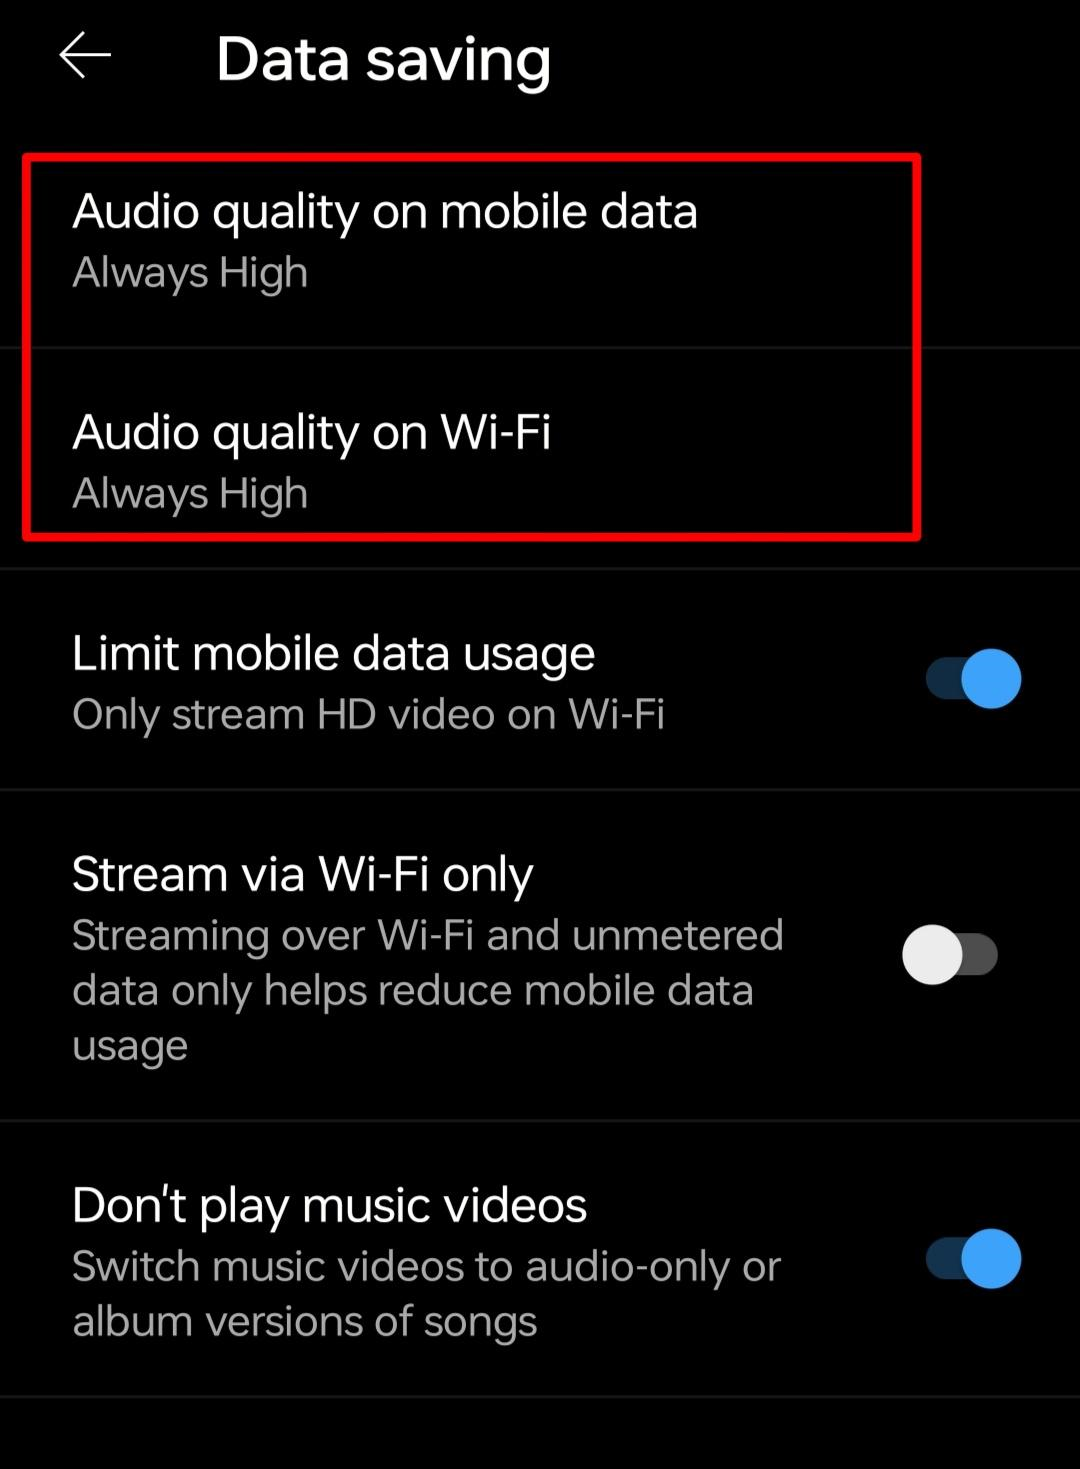 Data saving
Audio quality on mobile data
Always High
Audio quality on Wi-Fi
Always High
Limit mobile data usage
Only stream HD video on Wi-Fi
Stream via Wi-Fi only
Streaming over Wi-Fi and unmetered
data only helps reduce mobile data
usage
Don't play music videos
Switch music videos to audio-only or
album versions of songs